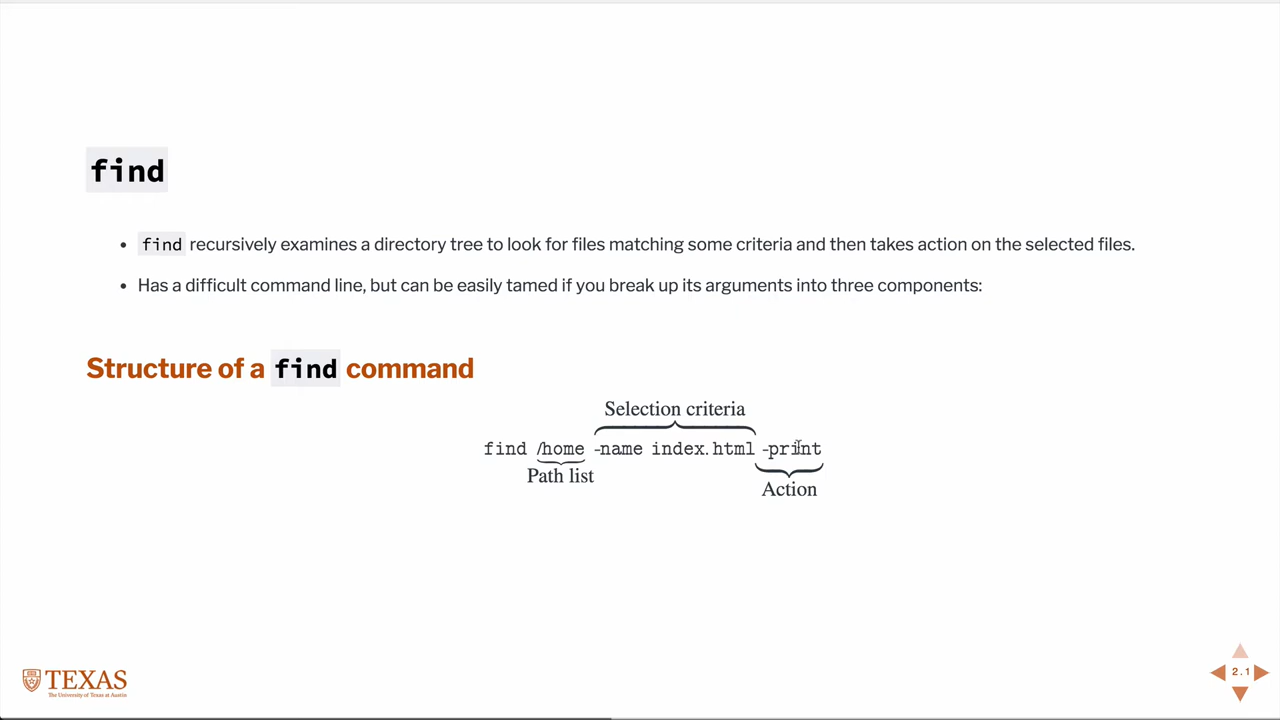 find
• find recursively examines a directory tree to look for files matching some criteria and then takes action on the selected files.
• Has a difficult command line, but can be easily tamed if you break up its arguments into three components:
Structure of a find command
Selection criteria
find /home -name index.html -print
Path list
Action
TEXAS
The University of Texas at Austin
2.1